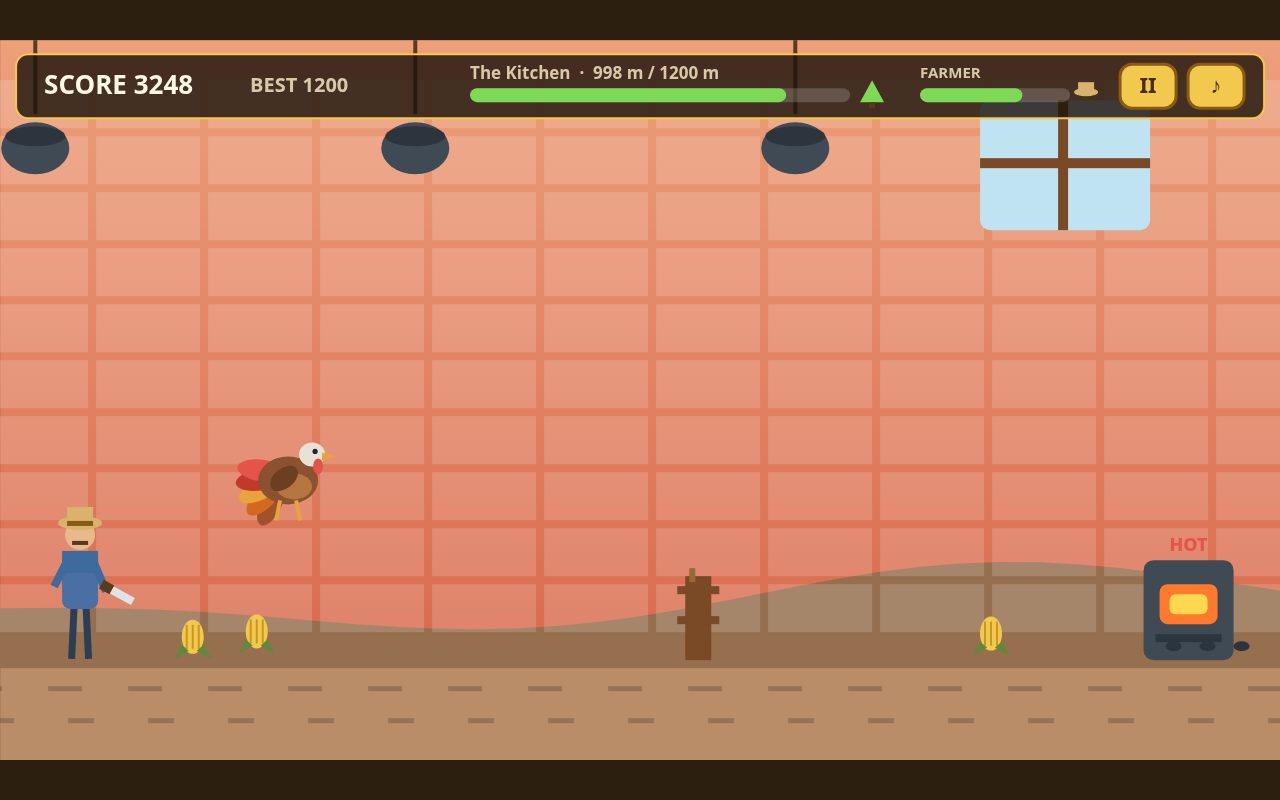 SCORE 3248
BEST 1200
The Kitchen · 998 m / 1200 m
FARMER
II
♪
HOT